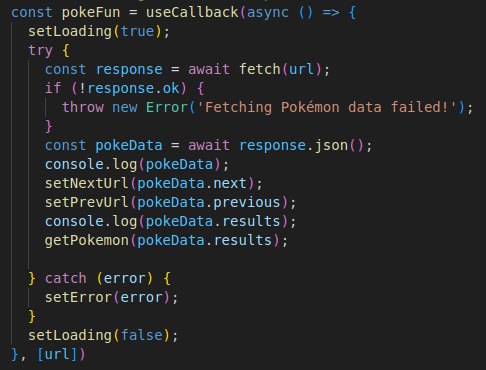 const pokeFun = useCallback(async () => {
  setLoading(true);
  try {
    const response = await fetch(url);
    if (!response.ok) {
      throw new Error('Fetching Pokémon data failed!');
    }
    const pokeData = await response.json();
    console.log(pokeData);
    setNextUrl(pokeData.next);
    setPrevUrl(pokeData.previous);
    console.log(pokeData.results);
    getPokemon(pokeData.results);

  } catch (error) {
    setError(error);
  }
  setLoading(false);
}, [url])